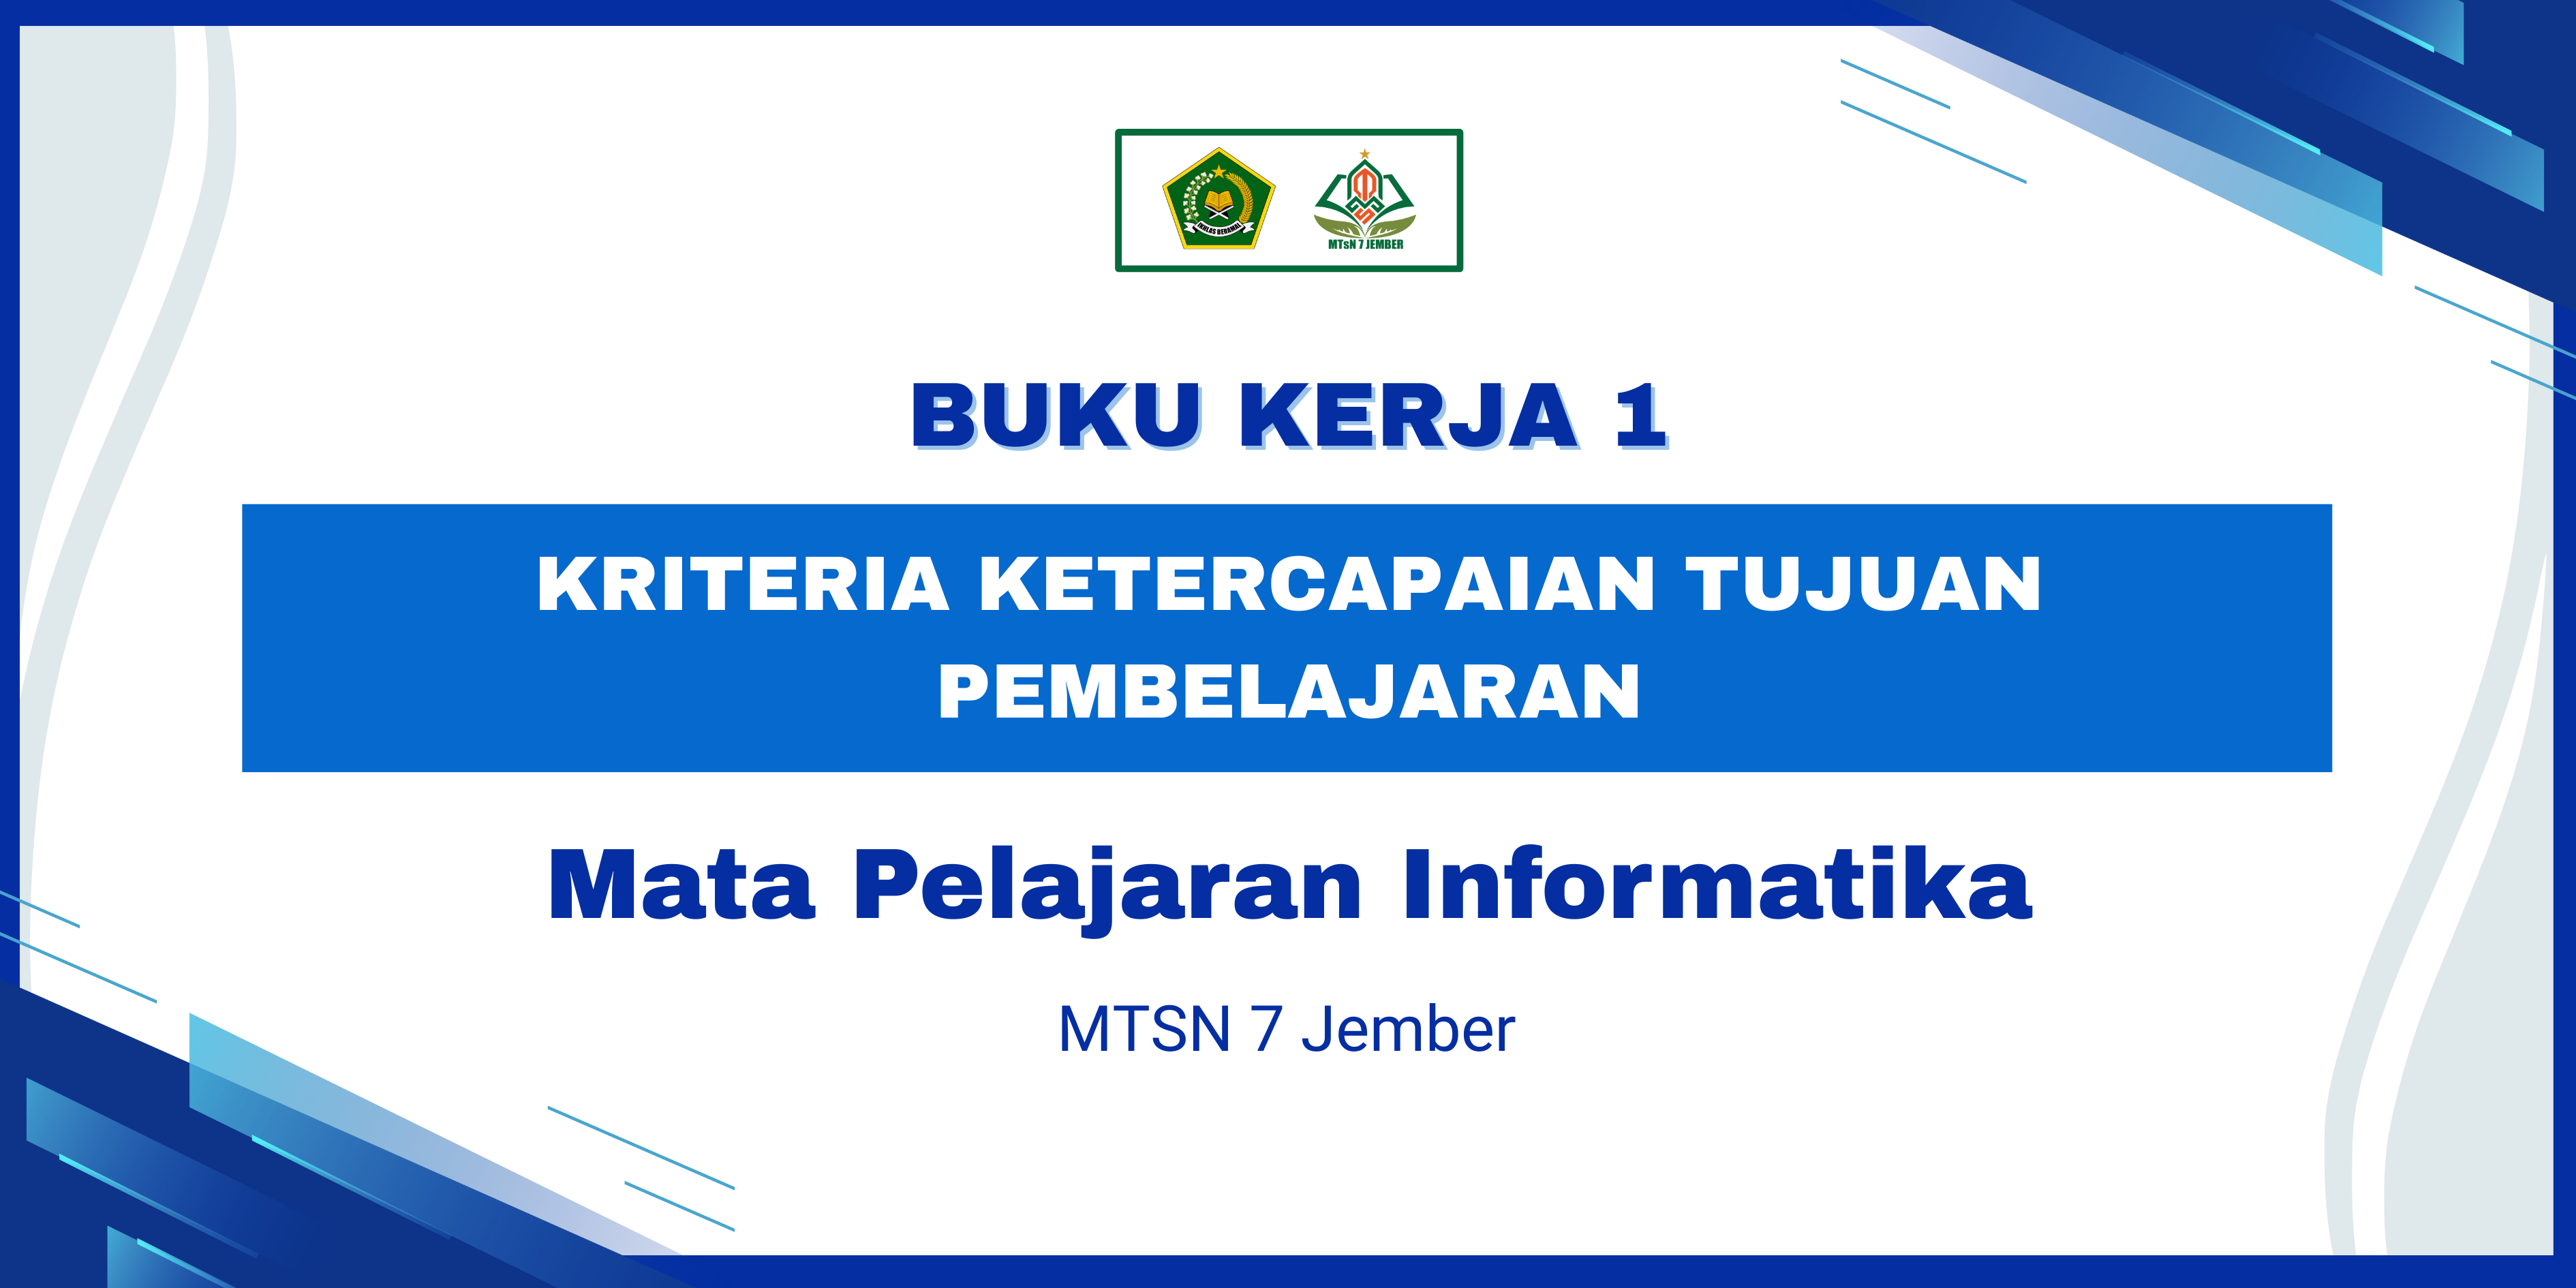 IKHLAS BERAMAL
MTsN 7 JEMBER
BUKU KERJA 1
KRITERIA KETERCAPAIAN TUJUAN
PEMBELAJARAN
Mata Pelajaran Informatika
MTSN 7 Jember